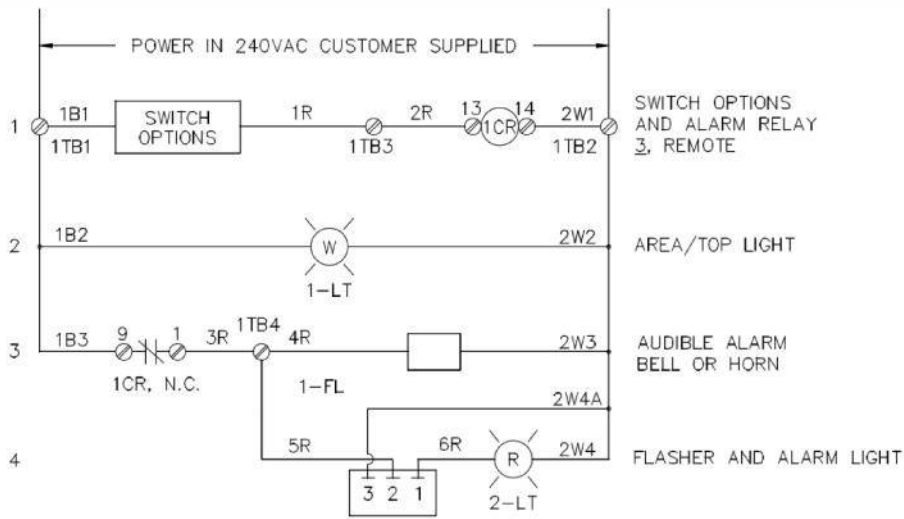 POWER IN 240VAC CUSTOMER SUPPLIED
1
1B1
1TB1
SWITCH
OPTIONS
1R
1TB3
2R
13
1CR
14
2W1
1TB2
SWITCH OPTIONS
AND ALARM RELAY
3, REMOTE
2
1B2
W
1-LT
2W2
AREA/TOP LIGHT
3
1B3
9
1
1CR, N.C.
3R
1TB4
4R
2W3
AUDIBLE ALARM
BELL OR HORN
1-FL
2W4A
4
5R
3 2 1
6R
R
2-LT
2W4
FLASHER AND ALARM LIGHT